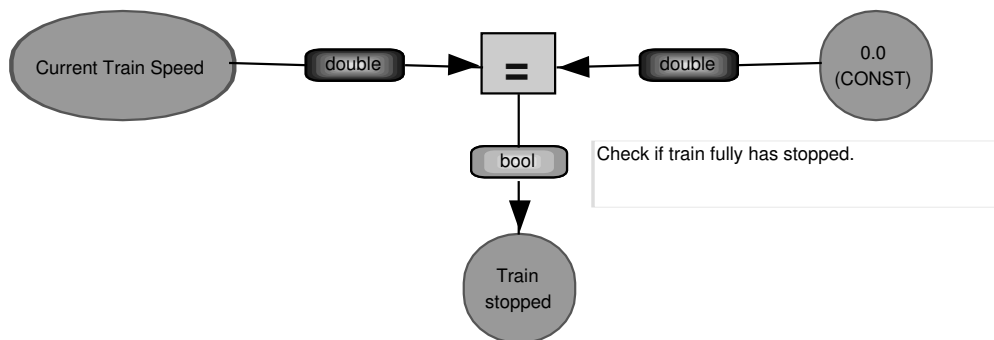 Current Train Speed
double
=
double
0.0
(CONST)
bool
Check if train fully has stopped.
Train
stopped